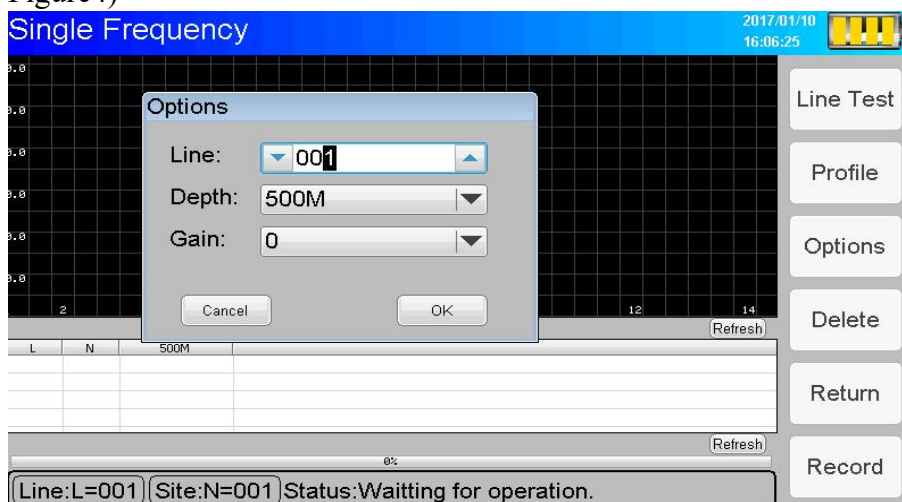 Single Frequency
2017/01/10
16:06:25
Options
Line: 001
Depth: 500M
Gain: 0
Cancel OK
2 12 14
Refresh
L N 500M
Refresh
0%
Line:L=001 Site:N=001 Status:Waitting for operation.
Line Test
Profile
Options
Delete
Return
Record